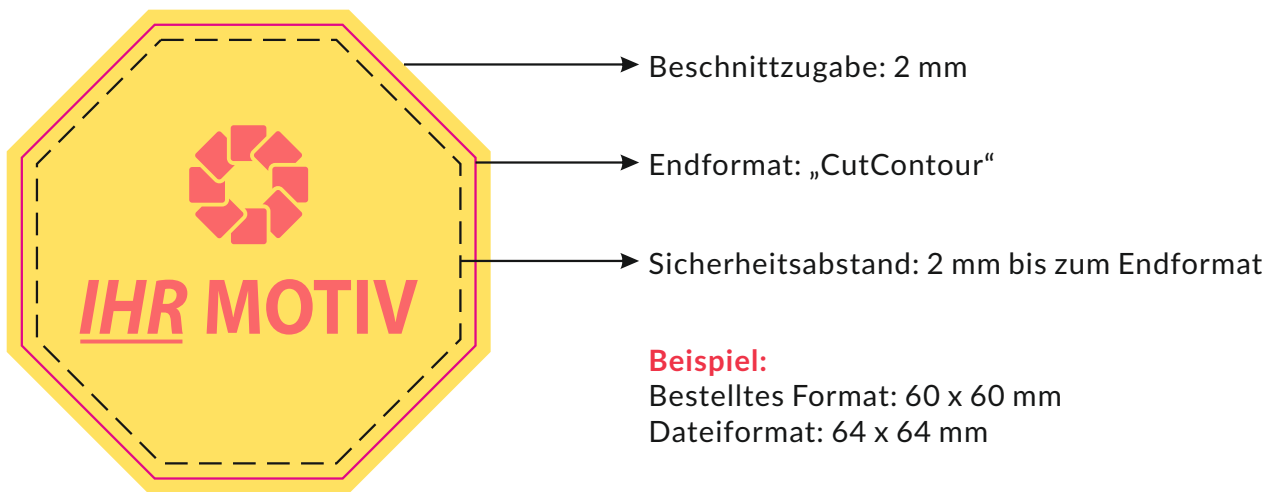 Beschnittzugabe: 2 mm
Endformat: „CutContour“
Sicherheitsabstand: 2 mm bis zum Endformat
IHR MOTIV
Beispiel:
Bestelltes Format: 60 x 60 mm
Dateiformat: 64 x 64 mm